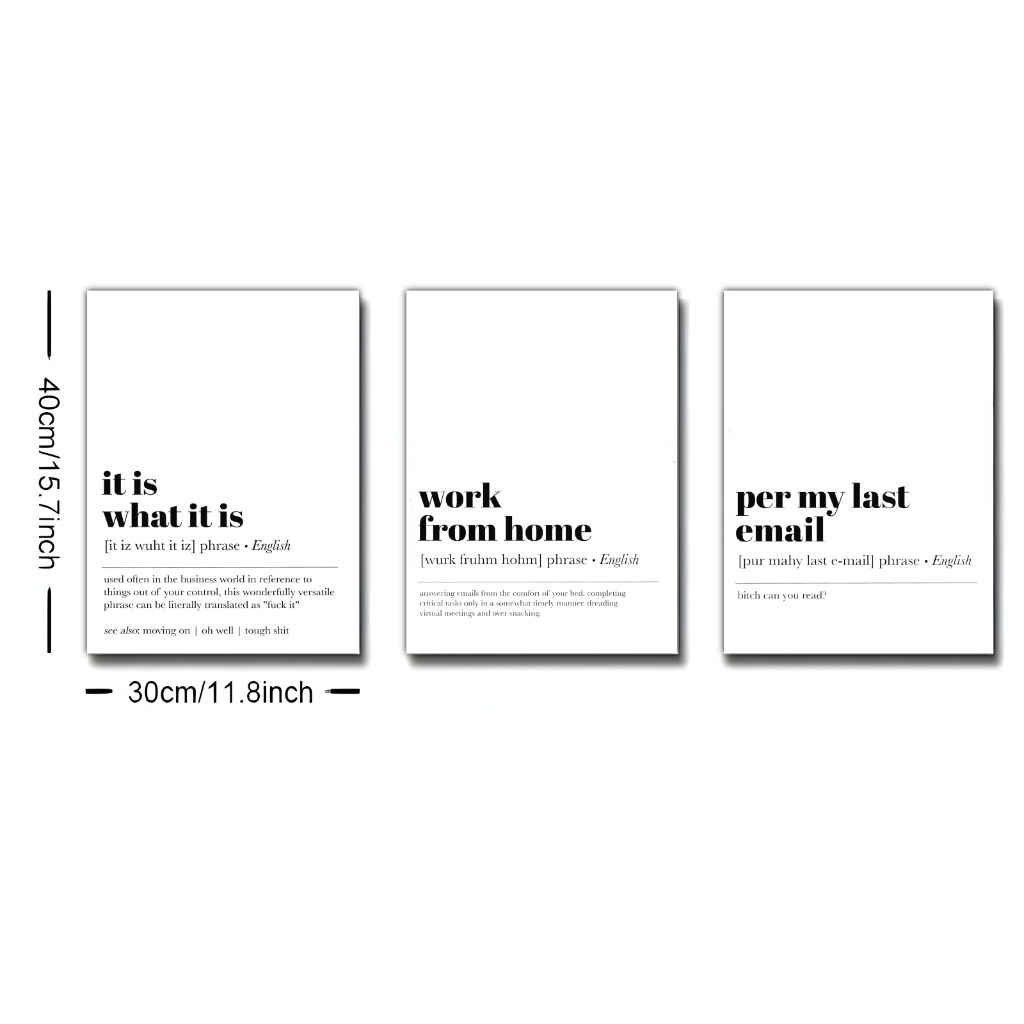 40cm/15.7inch
it is
what it is
[it iz wuht it iz] phrase • English
used often in the business world in reference to
things out of your control, this wonderfully versatile
phrase can be literally translated as "fuck it"
see also: moving on | oh well | tough shit
30cm/11.8inch
work
from home
[wurk fruhm hohm] phrase • English
answering emails from the comfort of your bed. completing
critical tasks only in a somewhat timely manner. dreading
virtual meetings and over snacking.
per my last
email
[pur mahy last e-mail] phrase • English
bitch can you read?